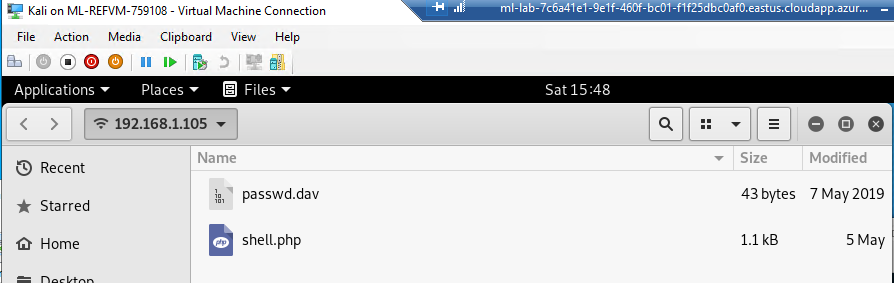 Kali on ML-REFVM-759108 - Virtual Machine Connection
ml-lab-7c6a41e1-9e1f-460f-bc01-f1f25dbc0af0.eastus.cloudapp.azur...
File Action Media Clipboard View Help
Applications Places Files Sat 15:48
192.168.1.105
Recent
Starred
Home
Desktop
Name Size Modified
passwd.dav 43 bytes 7 May 2019
shell.php 1.1 kB 5 May